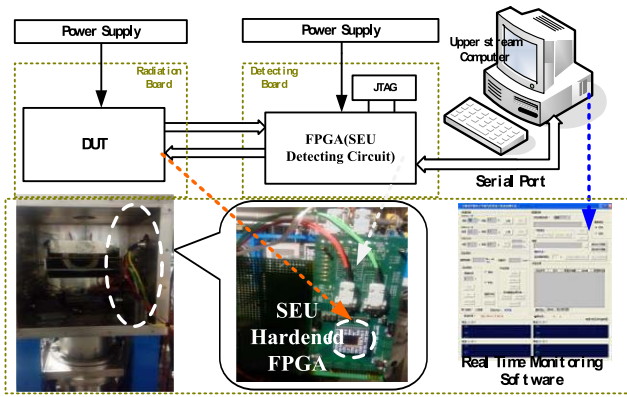 Power Supply
Power Supply
Upper stream
Computer
Radiation
Board
Detecting
Board
JTAG
DUT
FPGA(SEU
Detecting Circuit)
Serial Port
SEU
Hardened
FPGA
Real Time Monitoring
Software